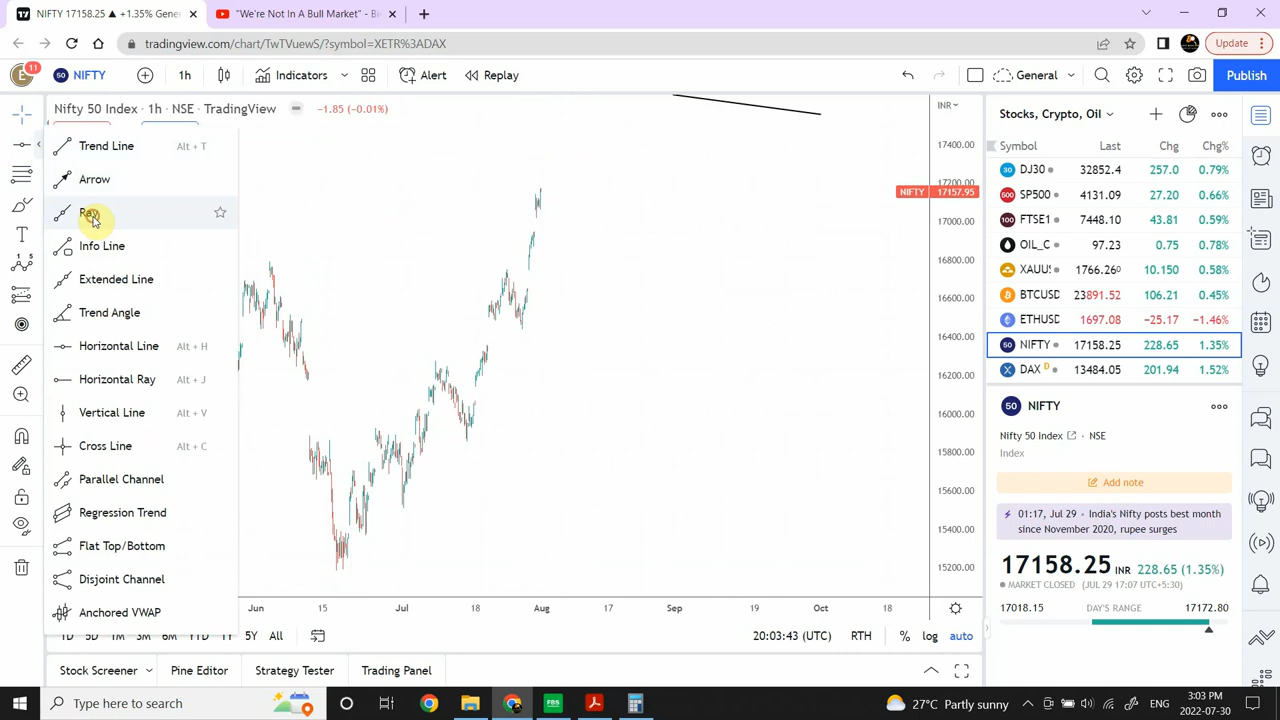 NIFTY 17158.25 ▲ +1.35% Gene
"We're Not In A Bull Market" - Be
tradingview.com/chart/TwTVuewS/?symbol=XETR%3ADAX
Update
11
E
50 NIFTY
1h
Indicators
Alert
Replay
General
Publish
Nifty 50 Index · 1h · NSE · TradingView
−1.85 (−0.01%)
Trend Line Alt + T
Arrow
Ray
Info Line
Extended Line
Trend Angle
Horizontal Line Alt + H
Horizontal Ray Alt + J
Vertical Line Alt + V
Cross Line Alt + C
Parallel Channel
Regression Trend
Flat Top/Bottom
Disjoint Channel
Anchored VWAP
INR
17400.00
17200.00
NIFTY 17157.95
17000.00
16800.00
16600.00
16400.00
16200.00
16000.00
15800.00
15600.00
15400.00
15200.00
Jun 15 Jul 18 Aug 17 Sep 19 Oct 18
1D 5D 1M 3M 6M YTD 1Y 5Y All
20:03:43 (UTC) RTH % log auto
Stock Screener
Pine Editor
Strategy Tester
Trading Panel
Stocks, Crypto, Oil
Symbol Last Chg Chg%
30 DJ30 32852.4 257.0 0.79%
500 SP500 4131.09 27.20 0.66%
100 FTSE1 7448.10 43.81 0.59%
OIL_C 97.23 0.75 0.78%
XAUU 1766.260 10.150 0.58%
BTCUSD 23891.52 106.21 0.45%
ETHUSD 1697.08 −25.17 −1.46%
50 NIFTY 17158.25 228.65 1.35%
X DAX D 13484.05 201.94 1.52%
50 NIFTY
Nifty 50 Index · NSE
Index
Add note
01:17, Jul 29 • India's Nifty posts best month
since November 2020, rupee surges
17158.25 INR 228.65 (1.35%)
MARKET CLOSED (JUL 29 17:07 UTC+5:30)
17018.15 DAY'S RANGE 17172.80
Type here to search
FBS
27°C Partly sunny
ENG
3:03 PM
2022-07-30